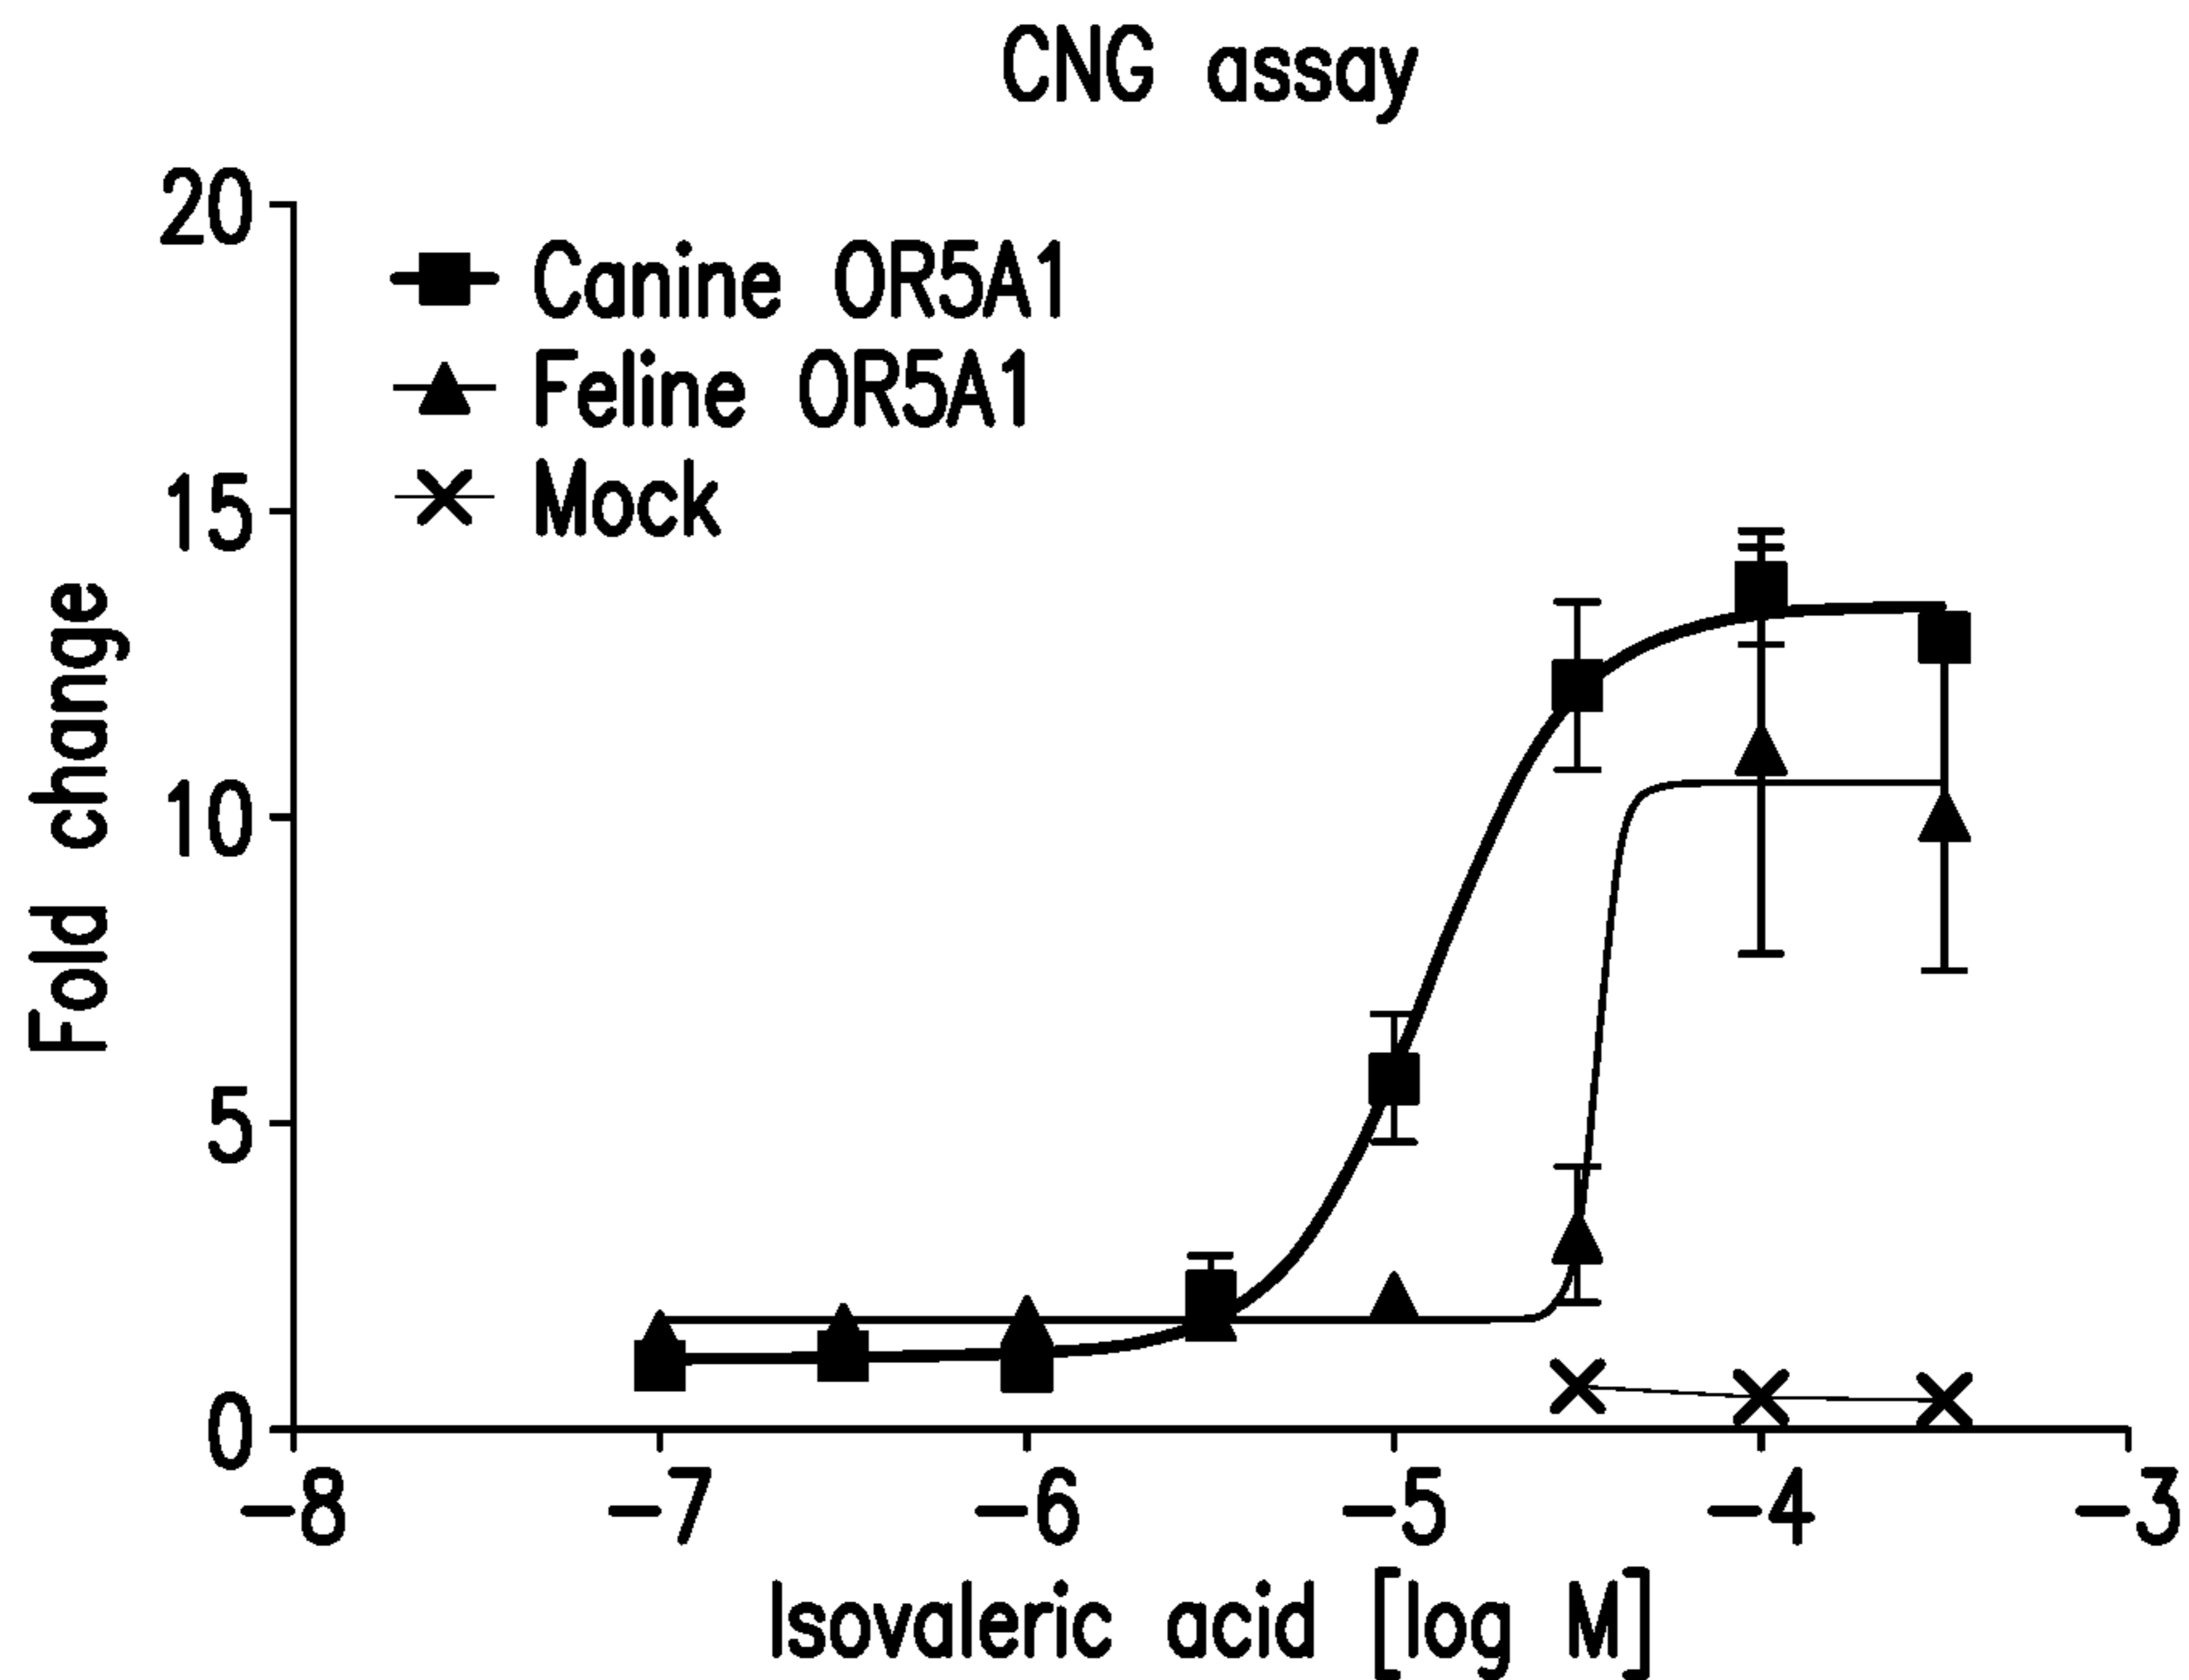 CNG assay
20
15
10
5
0
Fold change
Canine OR5A1
Feline OR5A1
Mock
-8 -7 -6 -5 -4 -3
Isovaleric acid [log M]